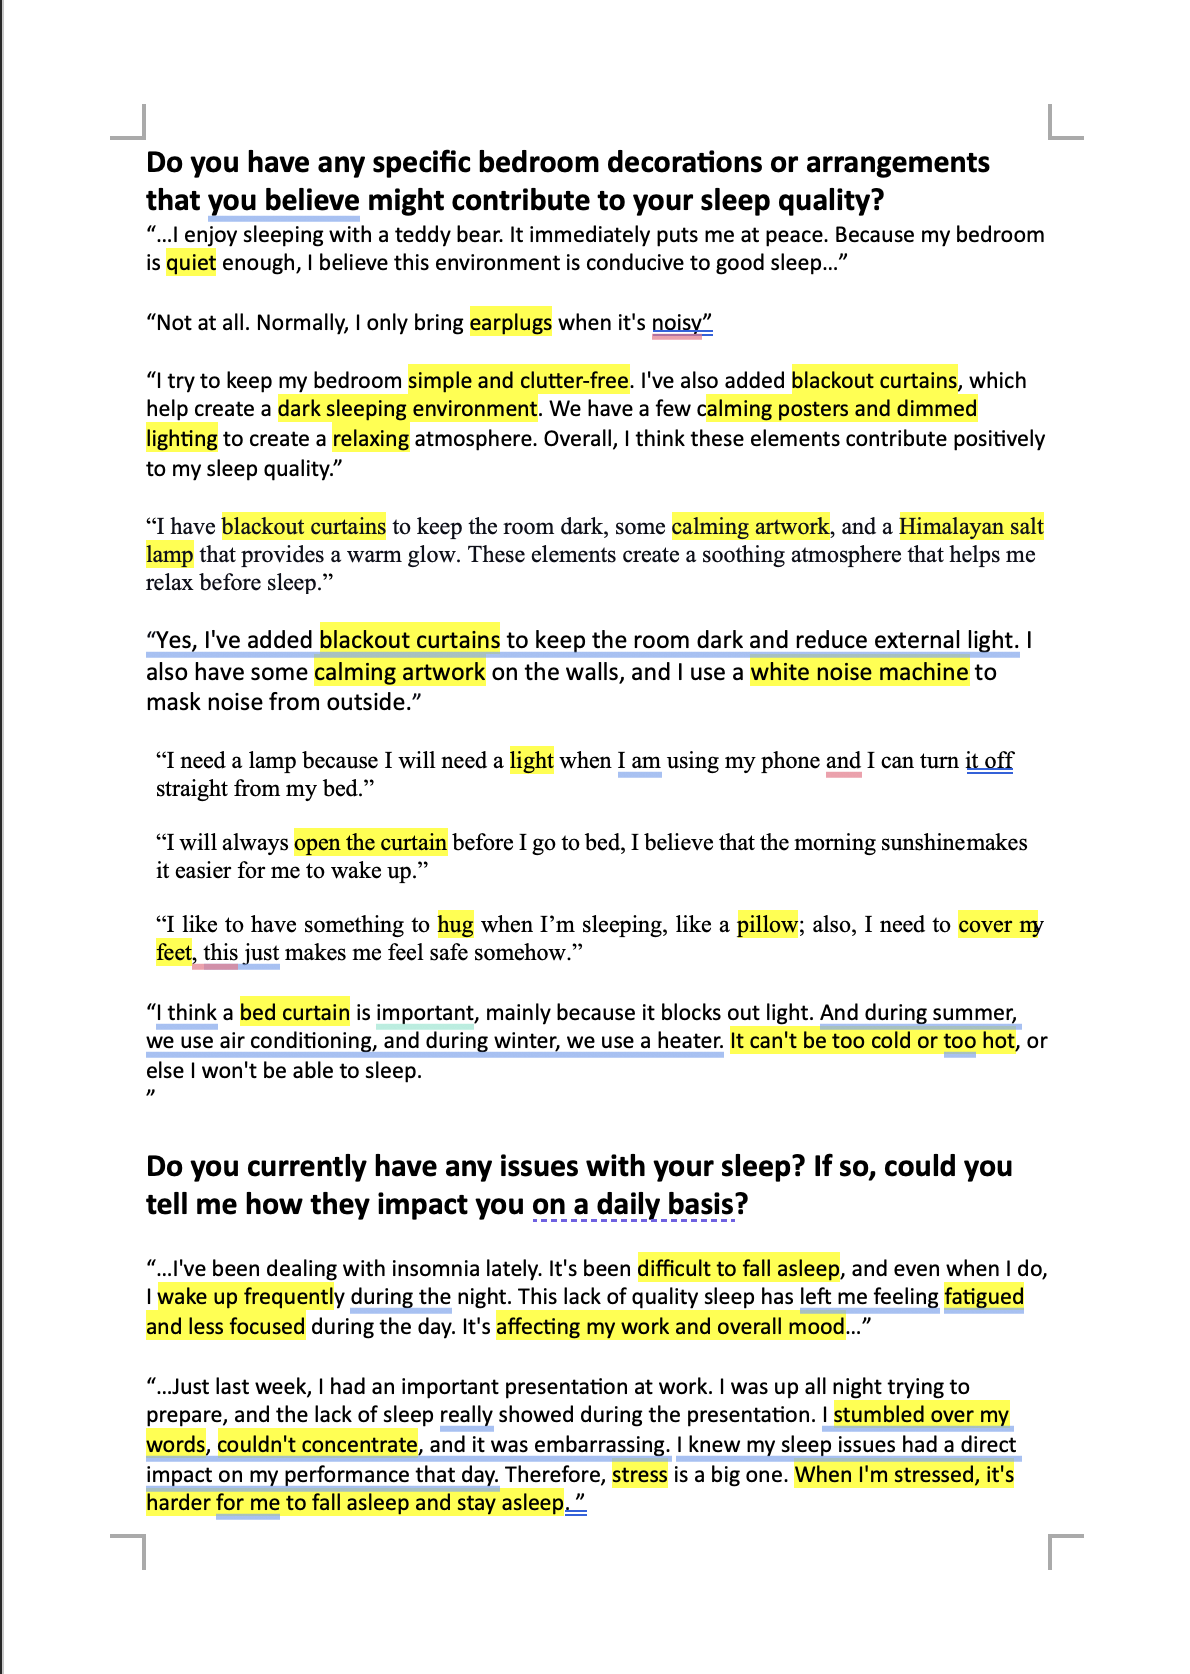 Do you have any specific bedroom decorations or arrangements
that you believe might contribute to your sleep quality?
“...I enjoy sleeping with a teddy bear. It immediately puts me at peace. Because my bedroom
is quiet enough, I believe this environment is conducive to good sleep...”
“Not at all. Normally, I only bring earplugs when it's noisy”
“I try to keep my bedroom simple and clutter-free. I've also added blackout curtains, which
help create a dark sleeping environment. We have a few calming posters and dimmed
lighting to create a relaxing atmosphere. Overall, I think these elements contribute positively
to my sleep quality.”
“I have blackout curtains to keep the room dark, some calming artwork, and a Himalayan salt
lamp that provides a warm glow. These elements create a soothing atmosphere that helps me
relax before sleep.”
“Yes, I've added blackout curtains to keep the room dark and reduce external light. I
also have some calming artwork on the walls, and I use a white noise machine to
mask noise from outside.”
“I need a lamp because I will need a light when I am using my phone and I can turn it off
straight from my bed.”
“I will always open the curtain before I go to bed, I believe that the morning sunshinemakes
it easier for me to wake up.”
“I like to have something to hug when I’m sleeping, like a pillow; also, I need to cover my
feet, this just makes me feel safe somehow.”
“I think a bed curtain is important, mainly because it blocks out light. And during summer,
we use air conditioning, and during winter, we use a heater. It can't be too cold or too hot, or
else I won't be able to sleep.
”
Do you currently have any issues with your sleep? If so, could you
tell me how they impact you on a daily basis?
“...I've been dealing with insomnia lately. It's been difficult to fall asleep, and even when I do,
I wake up frequently during the night. This lack of quality sleep has left me feeling fatigued
and less focused during the day. It's affecting my work and overall mood...”
“...Just last week, I had an important presentation at work. I was up all night trying to
prepare, and the lack of sleep really showed during the presentation. I stumbled over my
words, couldn't concentrate, and it was embarrassing. I knew my sleep issues had a direct
impact on my performance that day. Therefore, stress is a big one. When I'm stressed, it's
harder for me to fall asleep and stay asleep. ”